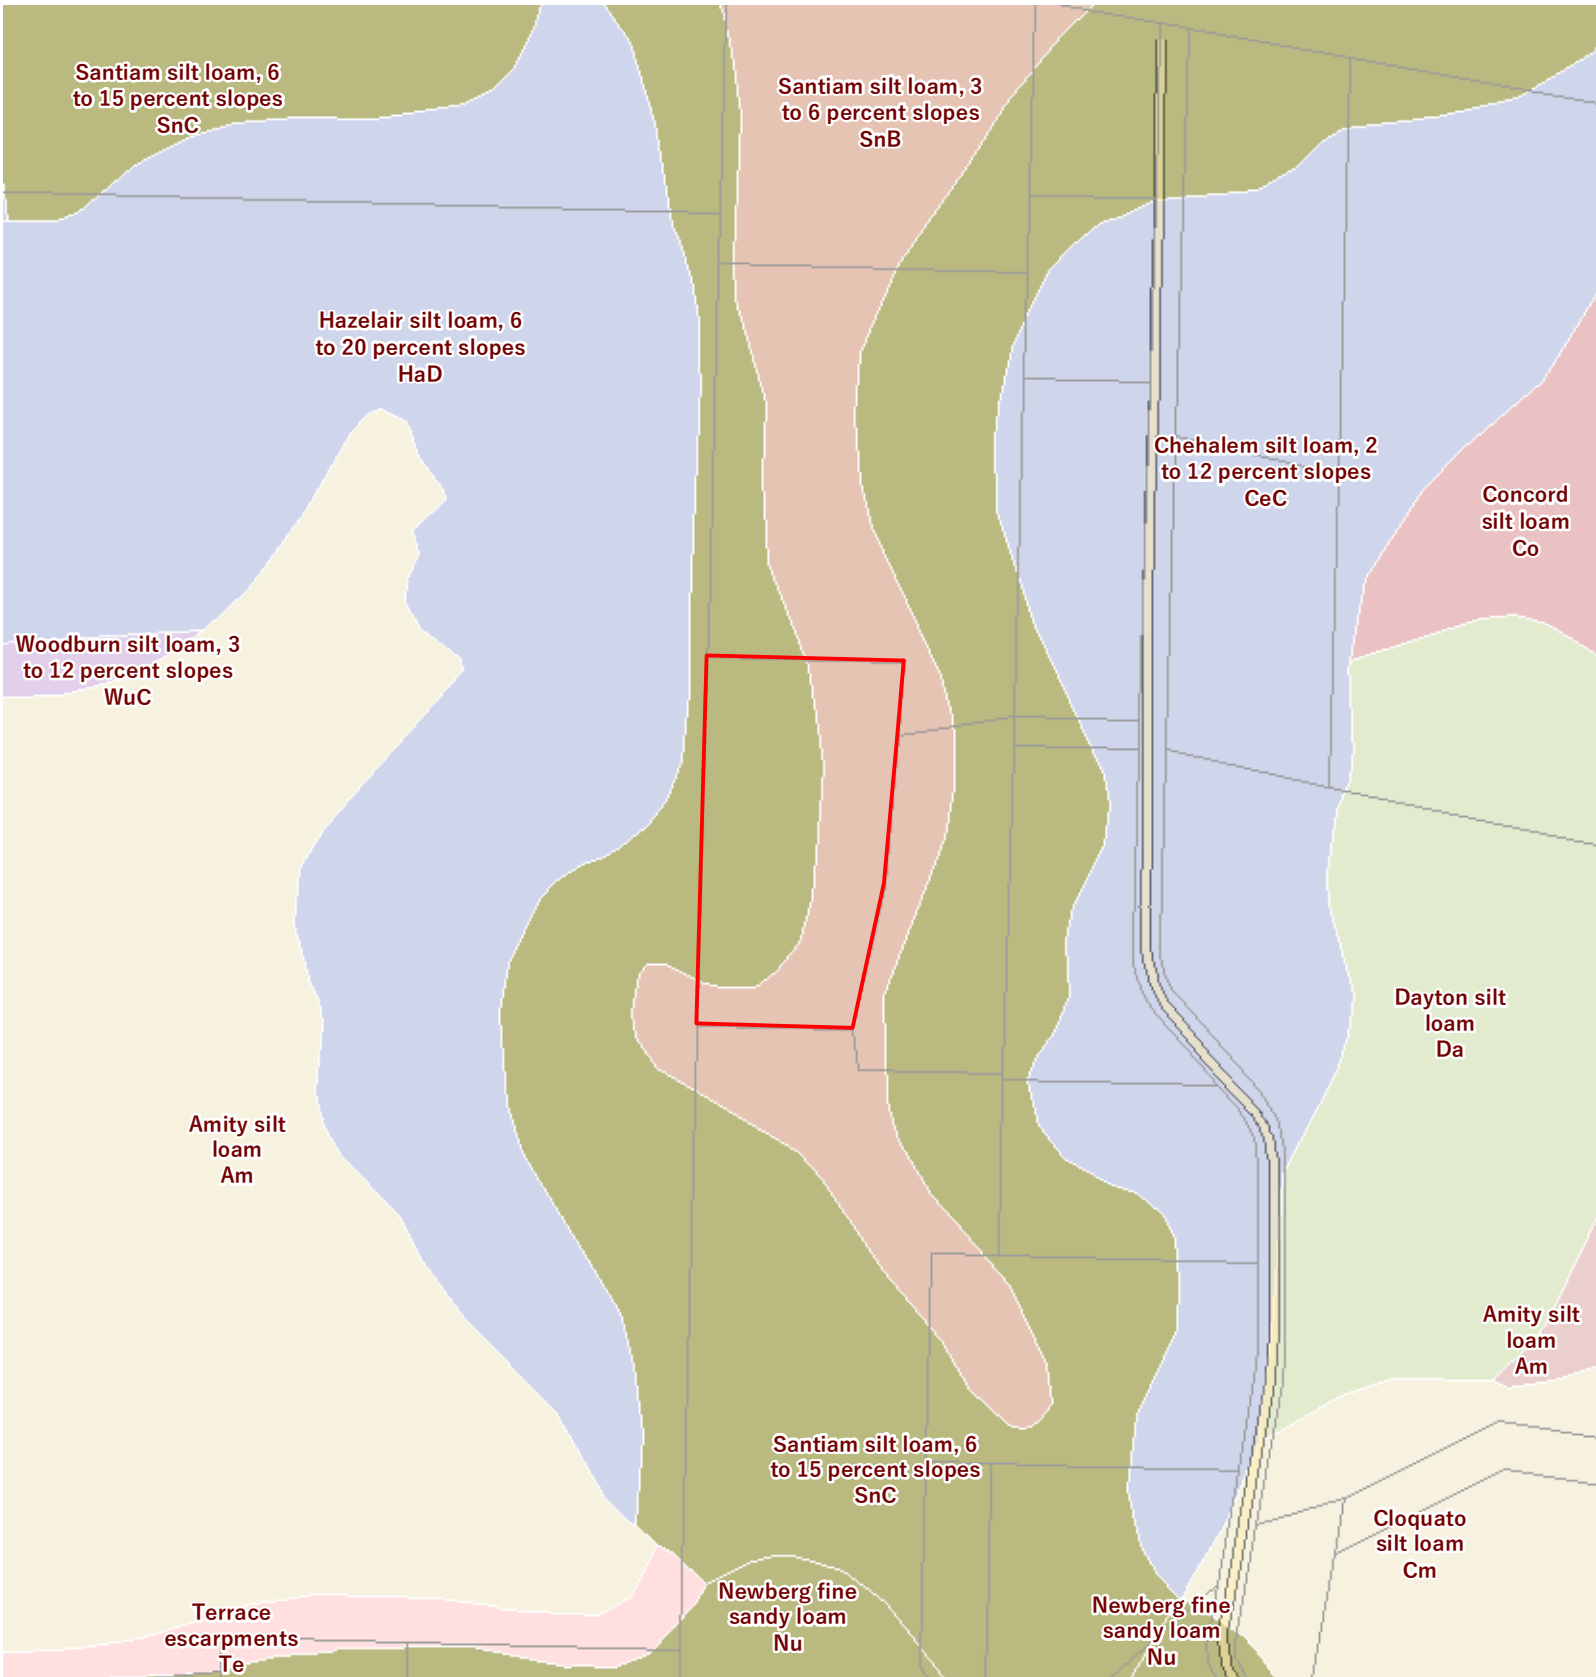 Santiam silt loam, 6
to 15 percent slopes
SnC
Santiam silt loam, 3
to 6 percent slopes
SnB
Hazelair silt loam, 6
to 20 percent slopes
HaD
Chehalem silt loam, 2
to 12 percent slopes
CeC
Concord
silt loam
Co
Woodburn silt loam, 3
to 12 percent slopes
WuC
Dayton silt
loam
Da
Amity silt
loam
Am
Amity silt
loam
Am
Santiam silt loam, 6
to 15 percent slopes
SnC
Cloquato
silt loam
Cm
Newberg fine
sandy loam
Nu
Newberg fine
sandy loam
Nu
Terrace
escarpments
Te